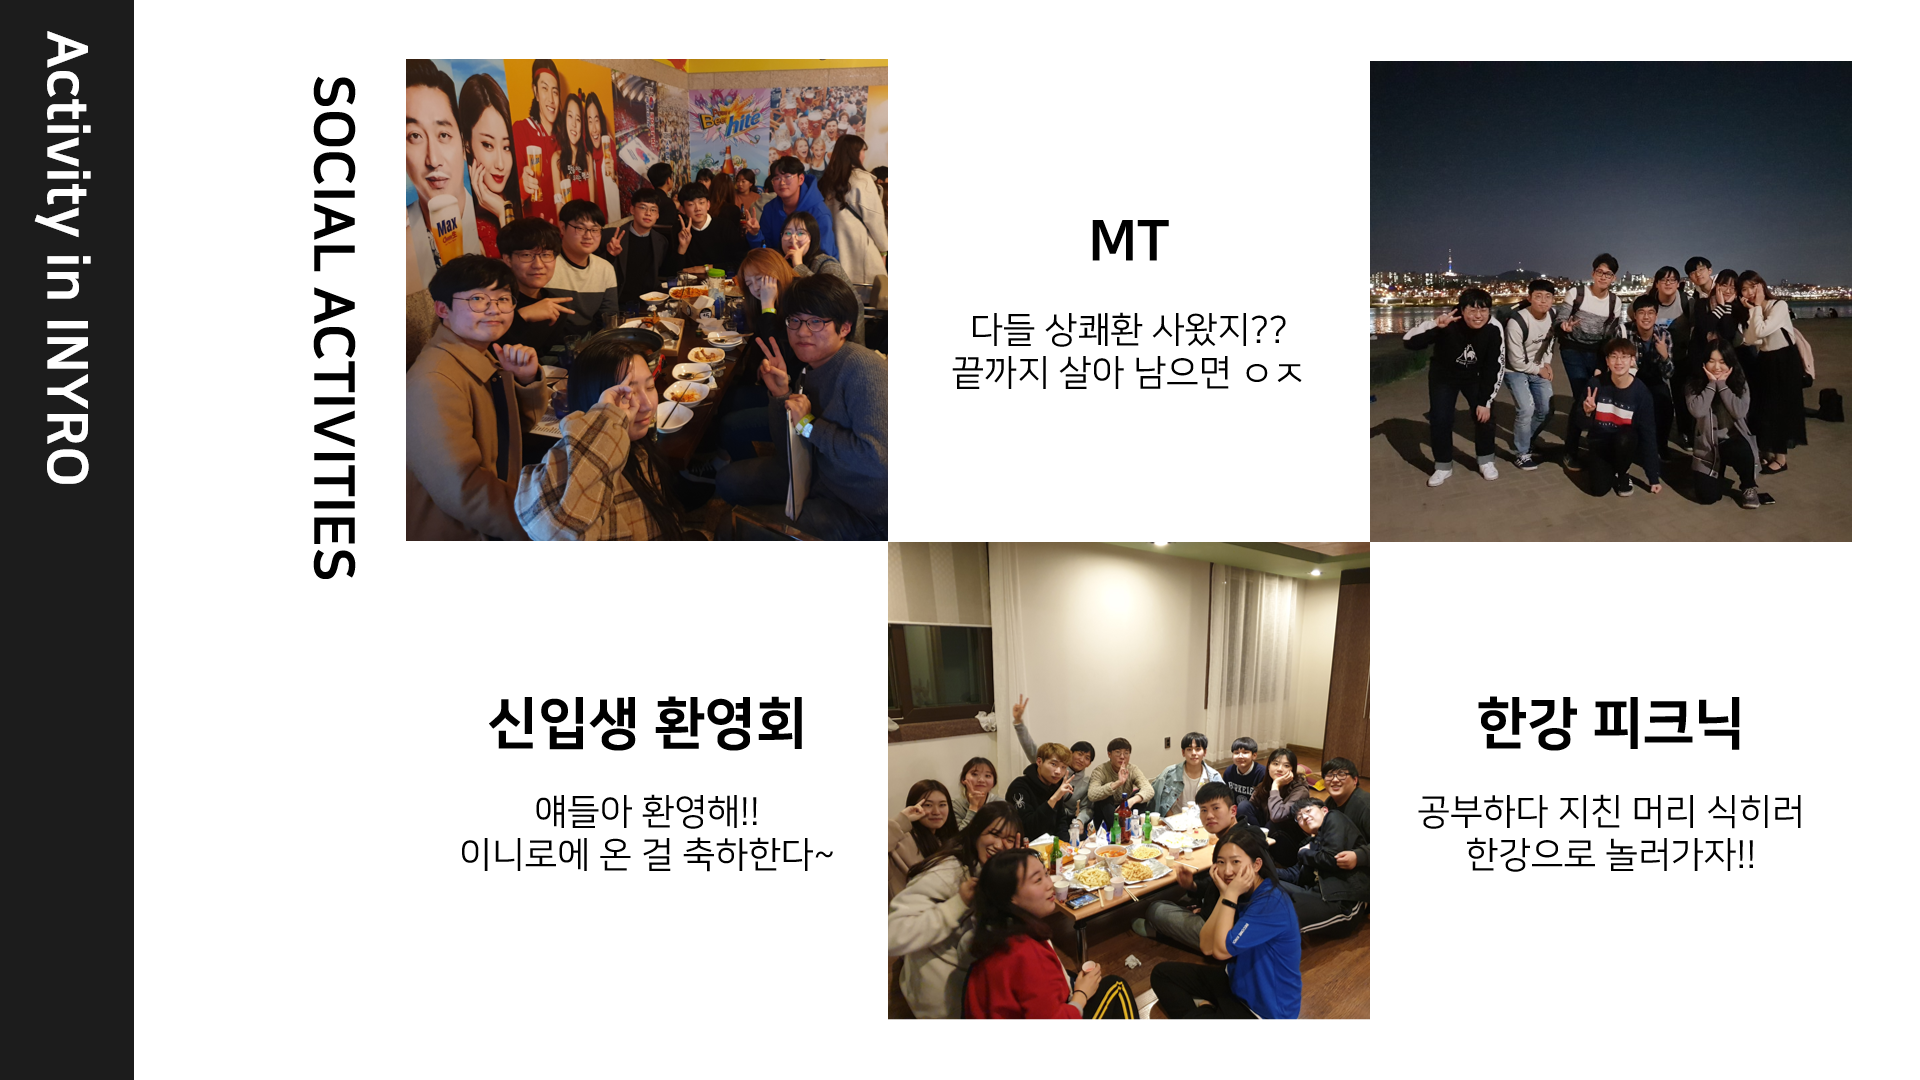 Activity in INYRO
SOCIAL ACTIVITIES
Max
hite
MT
다들 상쾌환 사왔지??
끝까지 살아 남으면 ㅇㅈ
신입생 환영회
얘들아 환영해!!
이니로에 온 걸 축하한다~
한강 피크닉
공부하다 지친 머리 식히러
한강으로 놀러가자!!